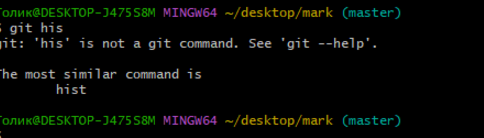 Толик@DESKTOP-J475S8M MINGW64 ~/desktop/mark (master)
$ git his
git: 'his' is not a git command. See 'git --help'.
The most similar command is
hist
Толик@DESKTOP-J475S8M MINGW64 ~/desktop/mark (master)